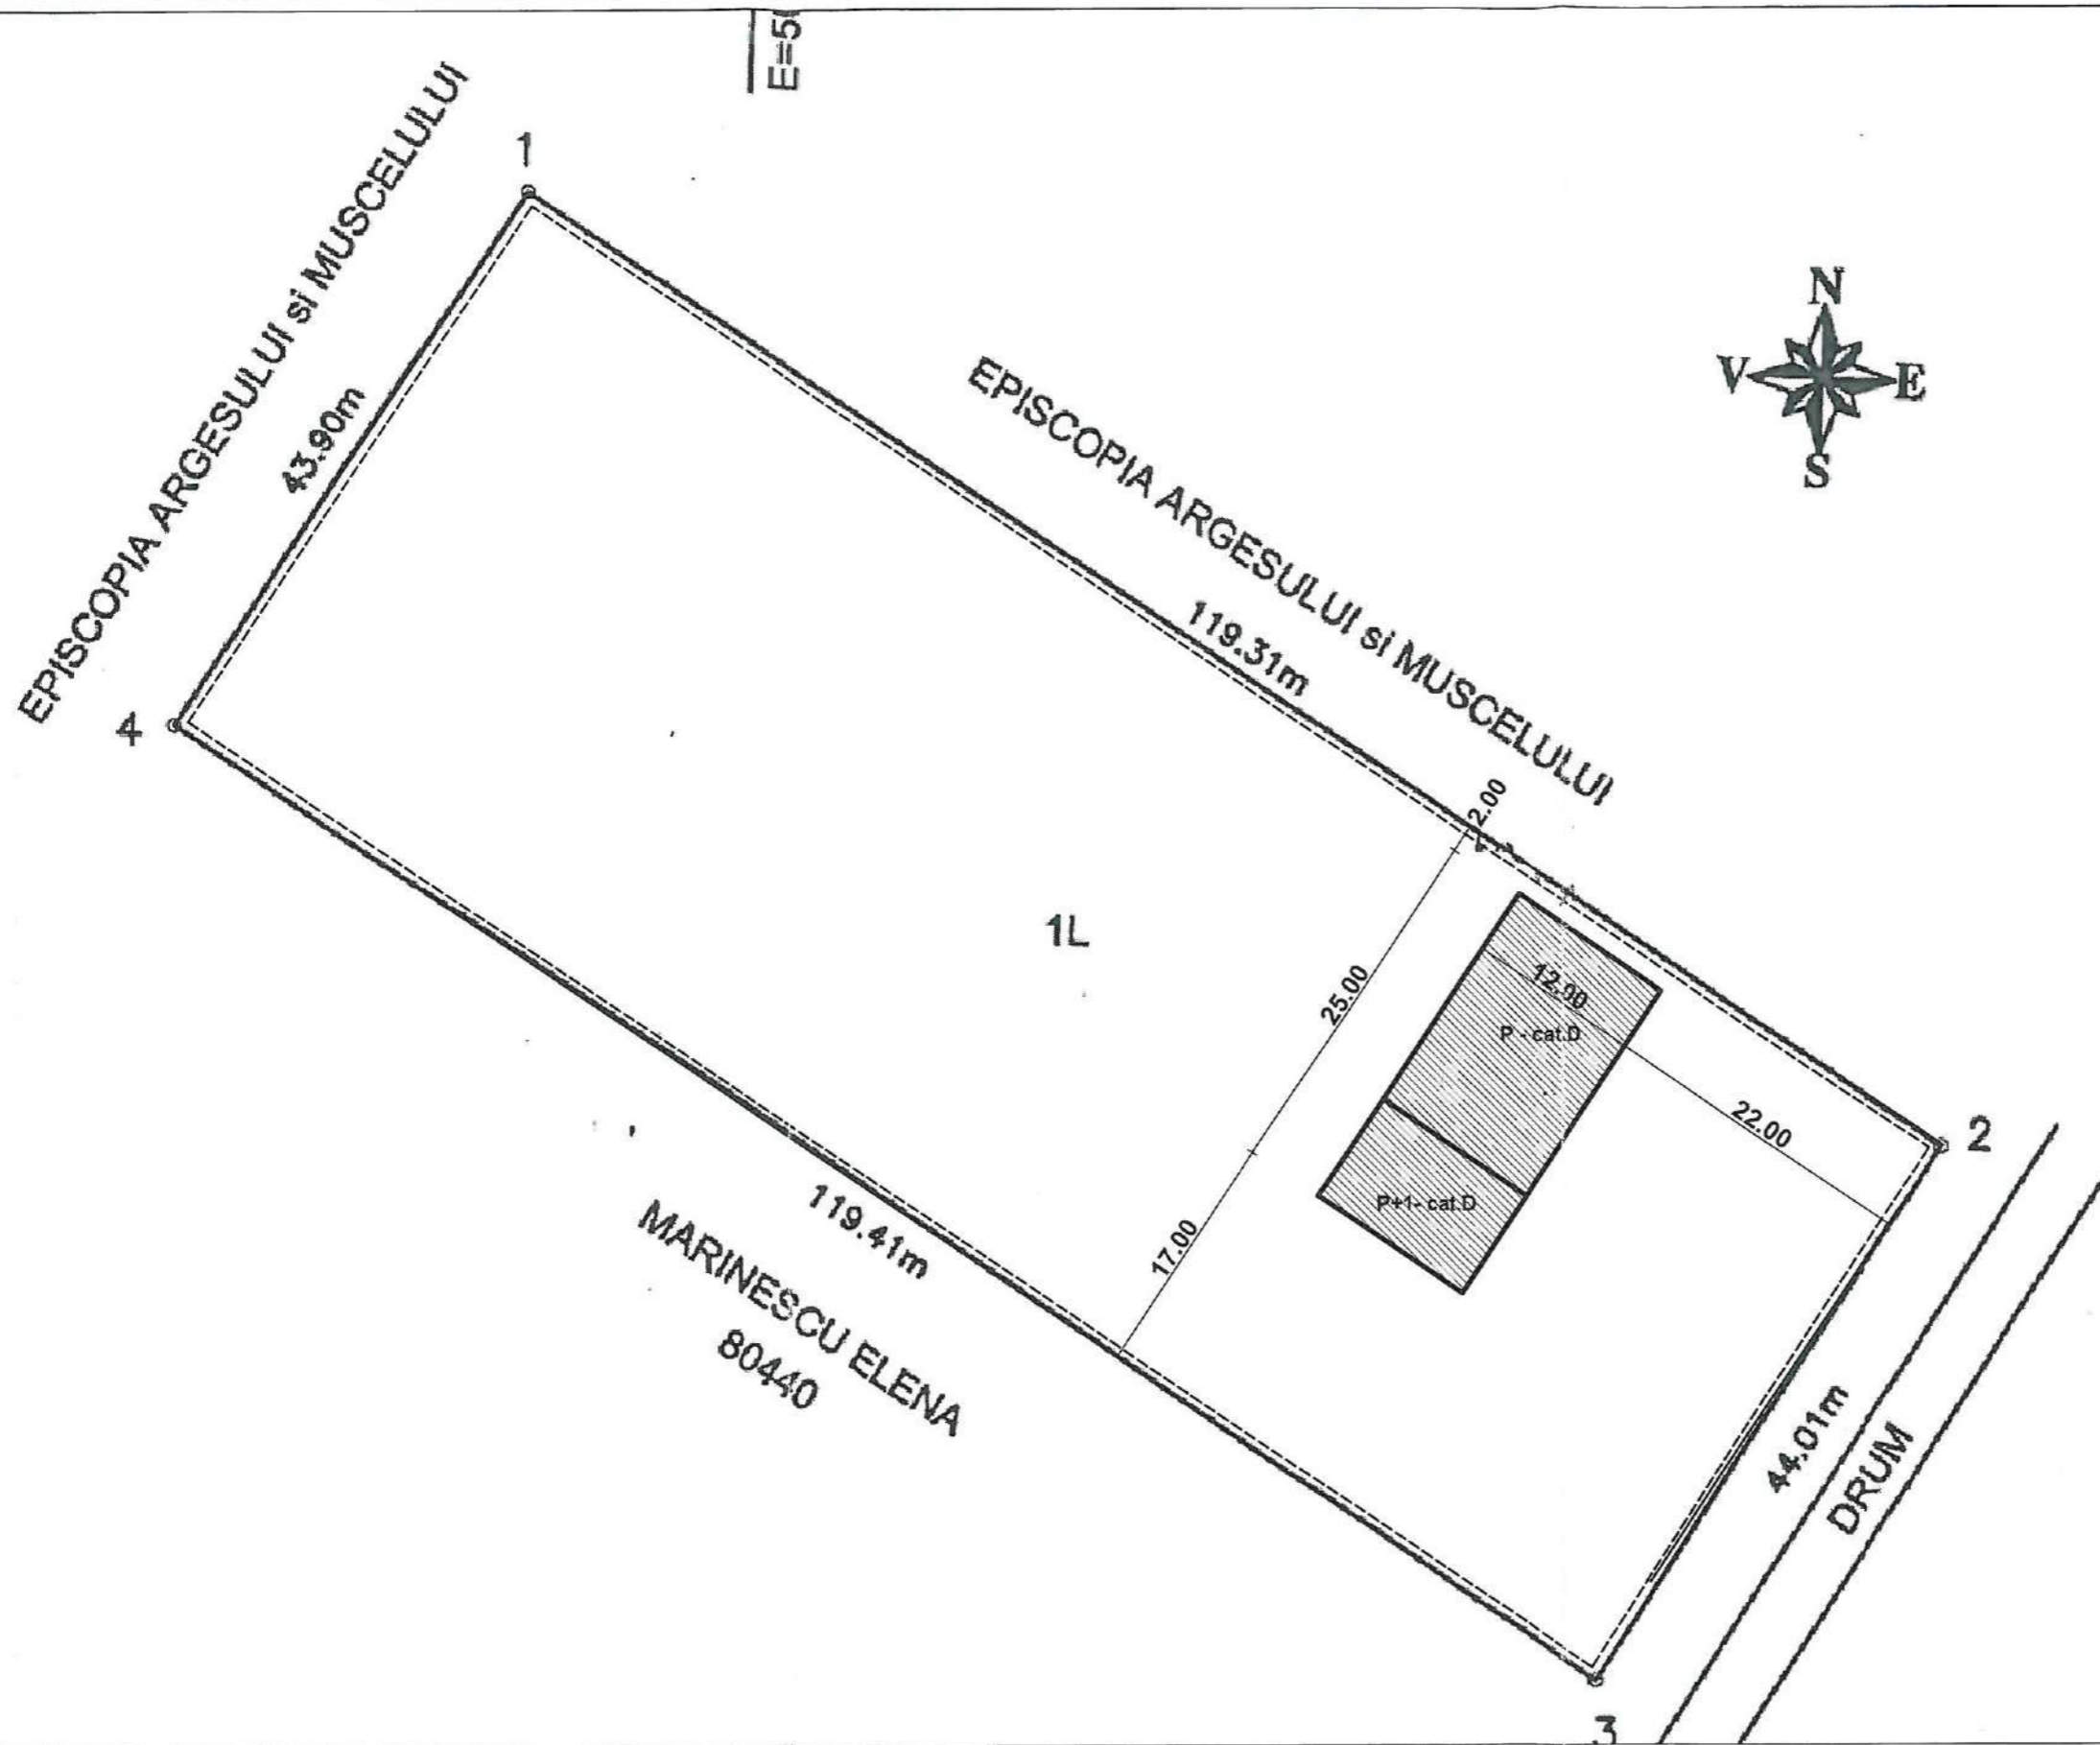 E=5
EPISCOPIA ARGESULUI si MUSCELULUI
1
43.90m
4
EPISCOPIA ARGESULUI si MUSCELULUI
119.31m
N
V
E
S
2.00
1L
25.00
12.00
P - cat.D
22.00
2
P+1- cat.D
17.00
119.41m
MARINESCU ELENA
80440
44.01m
DRUM
3